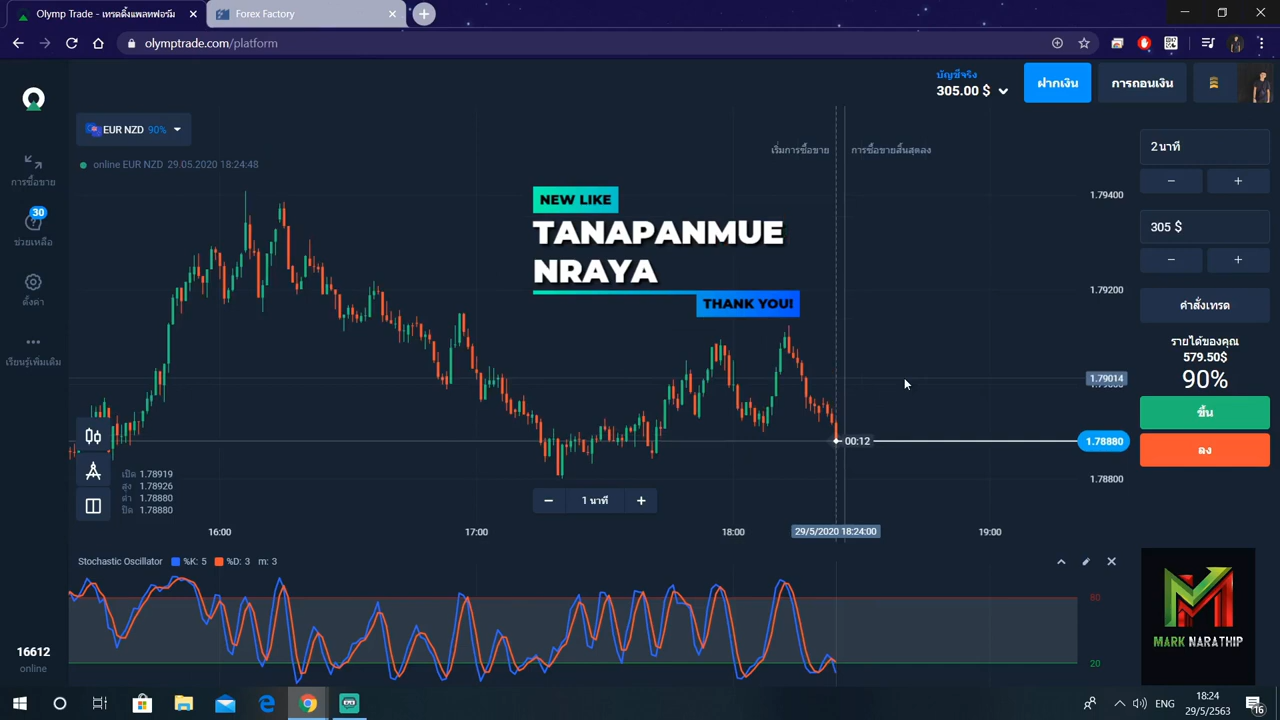 Olymp Trade - เทรดดิ้งแพลทฟอร์ม
Forex Factory
olymptrade.com/platform
บัญชีจริง
305.00 $
ฝากเงิน
การถอนเงิน
EUR NZD 90%
online EUR NZD 29.05.2020 18:24:48
เริ่มการซื้อขาย
การซื้อขายสิ้นสุดลง
การซื้อขาย
30
ช่วยเหลือ
ตั้งค่า
เรียนรู้เพิ่มเติม
NEW LIKE
TANAPANMUE
NRAYA
THANK YOU!
1.79400
1.79200
1.79014
1.78880
1.78800
00:12
2 นาที
305 $
คำสั่งเทรด
รายได้ของคุณ
579.50$
90%
ขึ้น
ลง
เปิด 1.78919
สูง 1.78926
ต่ำ 1.78880
ปิด 1.78880
1 นาที
16:00
17:00
18:00
29/5/2020 18:24:00
19:00
Stochastic Oscillator %K: 5 %D: 3 m: 3
80
20
MARK NARATHIP
16612
online
ENG
18:24
29/5/2563
16